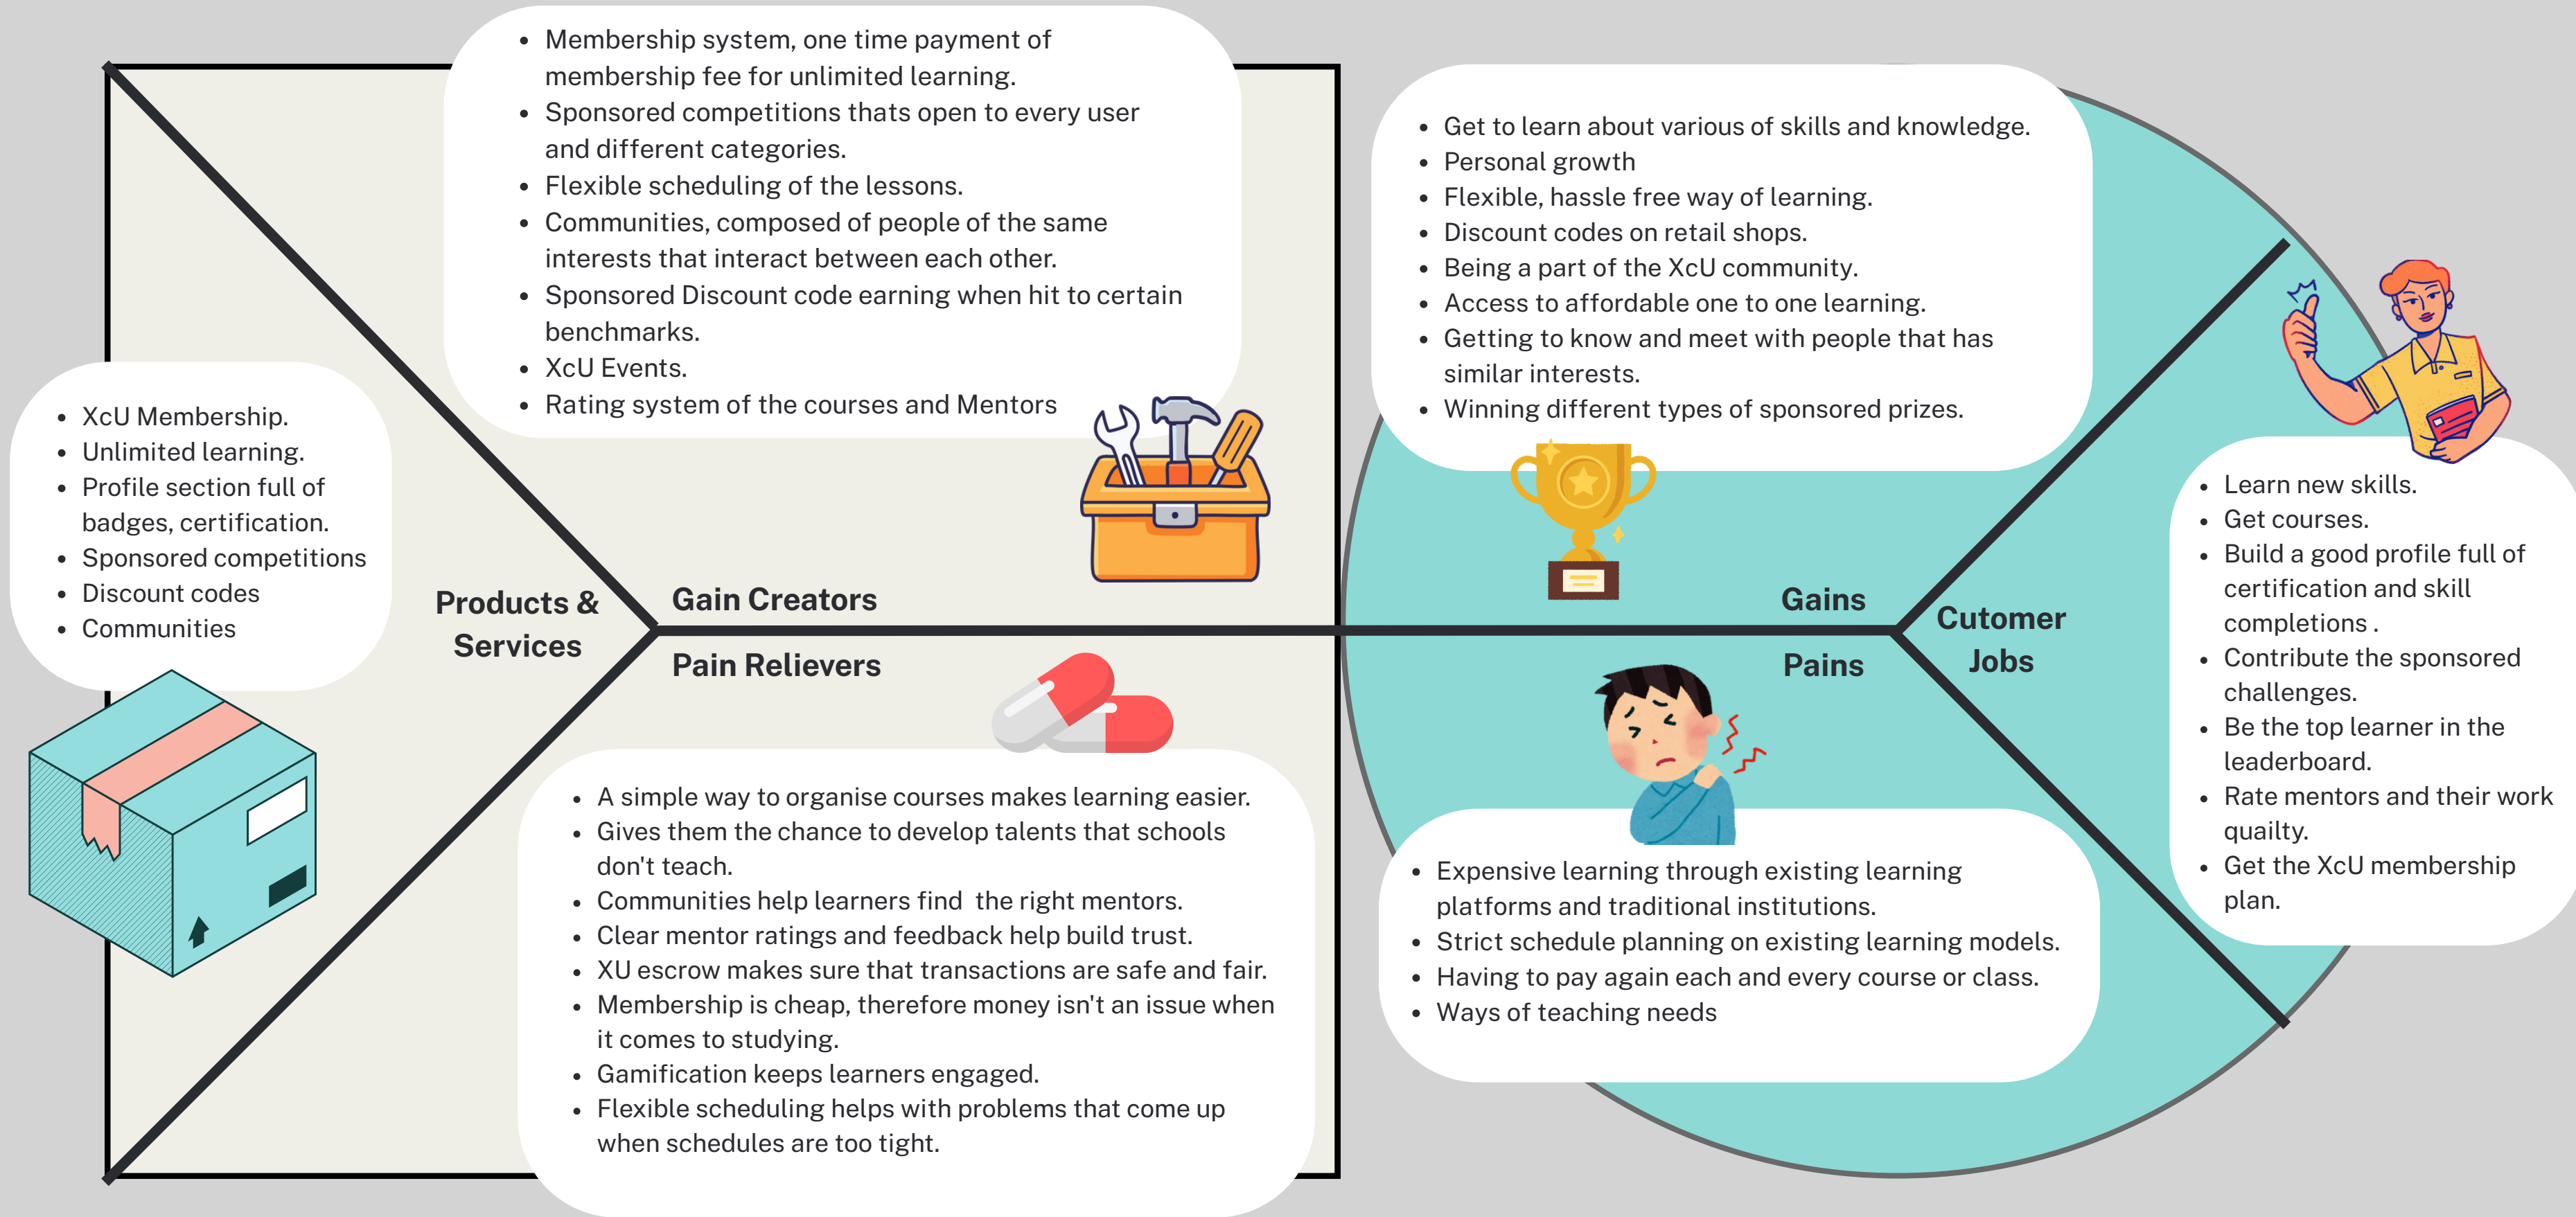 • Membership system, one time payment of
membership fee for unlimited learning.
• Sponsored competitions thats open to every user
and different categories.
• Flexible scheduling of the lessons.
• Communities, composed of people of the same
interests that interact between each other.
• Sponsored Discount code earning when hit to certain
benchmarks.
• XcU Events.
• Rating system of the courses and Mentors
• Get to learn about various of skills and knowledge.
• Personal growth
• Flexible, hassle free way of learning.
• Discount codes on retail shops.
• Being a part of the XcU community.
• Access to affordable one to one learning.
• Getting to know and meet with people that has
similar interests.
• Winning different types of sponsored prizes.
• XcU Membership.
• Unlimited learning.
• Profile section full of
badges, certification.
• Sponsored competitions
• Discount codes
• Communities
Products &
Services
Gain Creators
Pain Relievers
Gains
Pains
Cutomer
Jobs
• Learn new skills.
• Get courses.
• Build a good profile full of
certification and skill
completions .
• Contribute the sponsored
challenges.
• Be the top learner in the
leaderboard.
• Rate mentors and their work
quailty.
• Get the XcU membership
plan.
• A simple way to organise courses makes learning easier.
• Gives them the chance to develop talents that schools
don't teach.
• Communities help learners find  the right mentors.
• Clear mentor ratings and feedback help build trust.
• XU escrow makes sure that transactions are safe and fair.
• Membership is cheap, therefore money isn't an issue when
it comes to studying.
• Gamification keeps learners engaged.
• Flexible scheduling helps with problems that come up
when schedules are too tight.
• Expensive learning through existing learning
platforms and traditional institutions.
• Strict schedule planning on existing learning models.
• Having to pay again each and every course or class.
• Ways of teaching needs